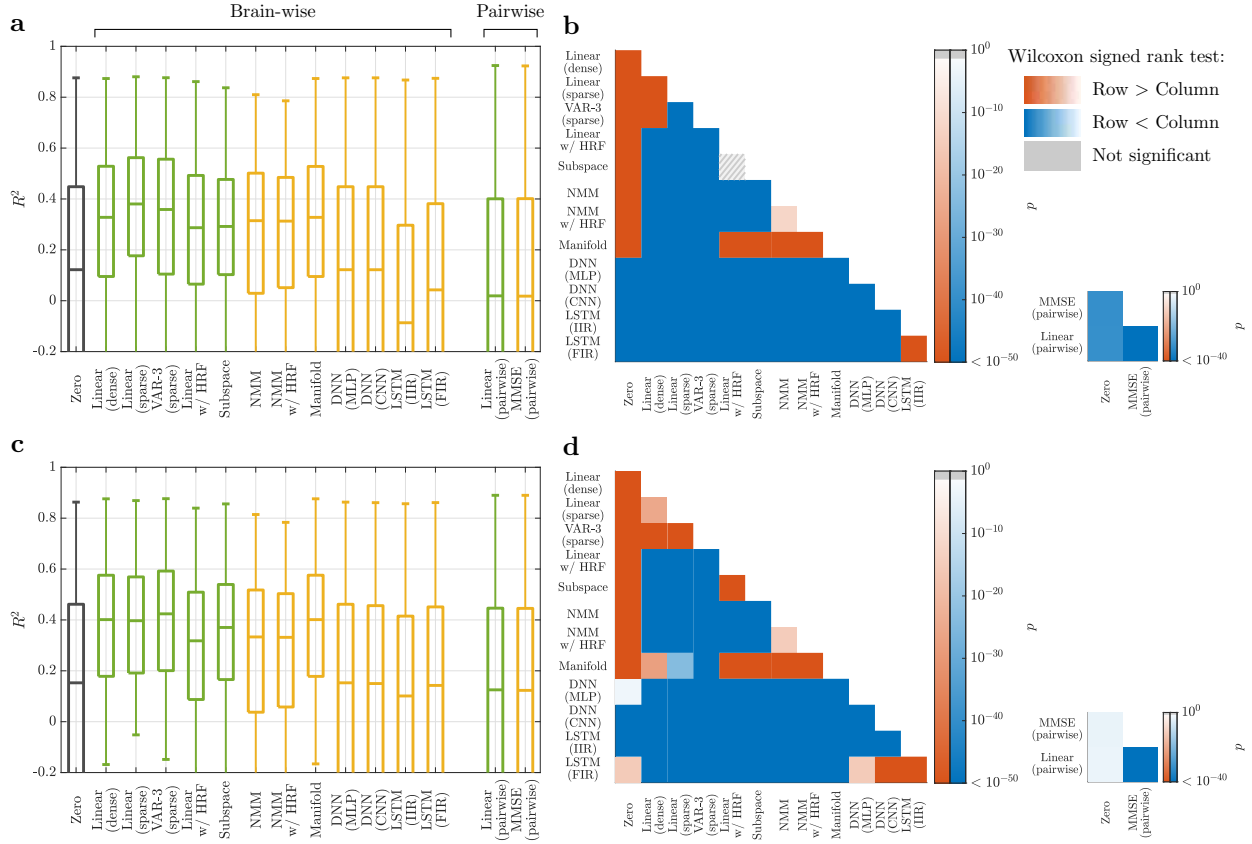 a
Brain-wise
Pairwise
R²
1
0.8
0.6
0.4
0.2
0
-0.2
Zero
Linear
(dense)
Linear
(sparse)
VAR-3
(sparse)
Linear
w/ HRF
Subspace
NMM
NMM
w/ HRF
Manifold
DNN
(MLP)
DNN
(CNN)
LSTM
(IIR)
LSTM
(FIR)
Linear
(pairwise)
MMSE
(pairwise)
b
Linear
(dense)
Linear
(sparse)
VAR-3
(sparse)
Linear
w/ HRF
Subspace
NMM
NMM
w/ HRF
Manifold
DNN
(MLP)
DNN
(CNN)
LSTM
(IIR)
LSTM
(FIR)
Zero
Linear
(dense)
Linear
(sparse)
VAR-3
(sparse)
Linear
w/ HRF
Subspace
NMM
NMM
w/ HRF
Manifold
DNN
(MLP)
DNN
(CNN)
LSTM
(IIR)
10⁰
10⁻¹⁰
10⁻²⁰
10⁻³⁰
10⁻⁴⁰
< 10⁻⁵⁰
p
Wilcoxon signed rank test:
Row > Column
Row < Column
Not significant
MMSE
(pairwise)
Linear
(pairwise)
Zero
MMSE
(pairwise)
10⁰
< 10⁻⁴⁰
p
c
R²
1
0.8
0.6
0.4
0.2
0
-0.2
Zero
Linear
(dense)
Linear
(sparse)
VAR-3
(sparse)
Linear
w/ HRF
Subspace
NMM
NMM
w/ HRF
Manifold
DNN
(MLP)
DNN
(CNN)
LSTM
(IIR)
LSTM
(FIR)
Linear
(pairwise)
MMSE
(pairwise)
d
Linear
(dense)
Linear
(sparse)
VAR-3
(sparse)
Linear
w/ HRF
Subspace
NMM
NMM
w/ HRF
Manifold
DNN
(MLP)
DNN
(CNN)
LSTM
(IIR)
LSTM
(FIR)
Zero
Linear
(dense)
Linear
(sparse)
VAR-3
(sparse)
Linear
w/ HRF
Subspace
NMM
NMM
w/ HRF
Manifold
DNN
(MLP)
DNN
(CNN)
LSTM
(IIR)
10⁰
10⁻¹⁰
10⁻²⁰
10⁻³⁰
10⁻⁴⁰
< 10⁻⁵⁰
p
MMSE
(pairwise)
Linear
(pairwise)
Zero
MMSE
(pairwise)
10⁰
< 10⁻⁴⁰
p